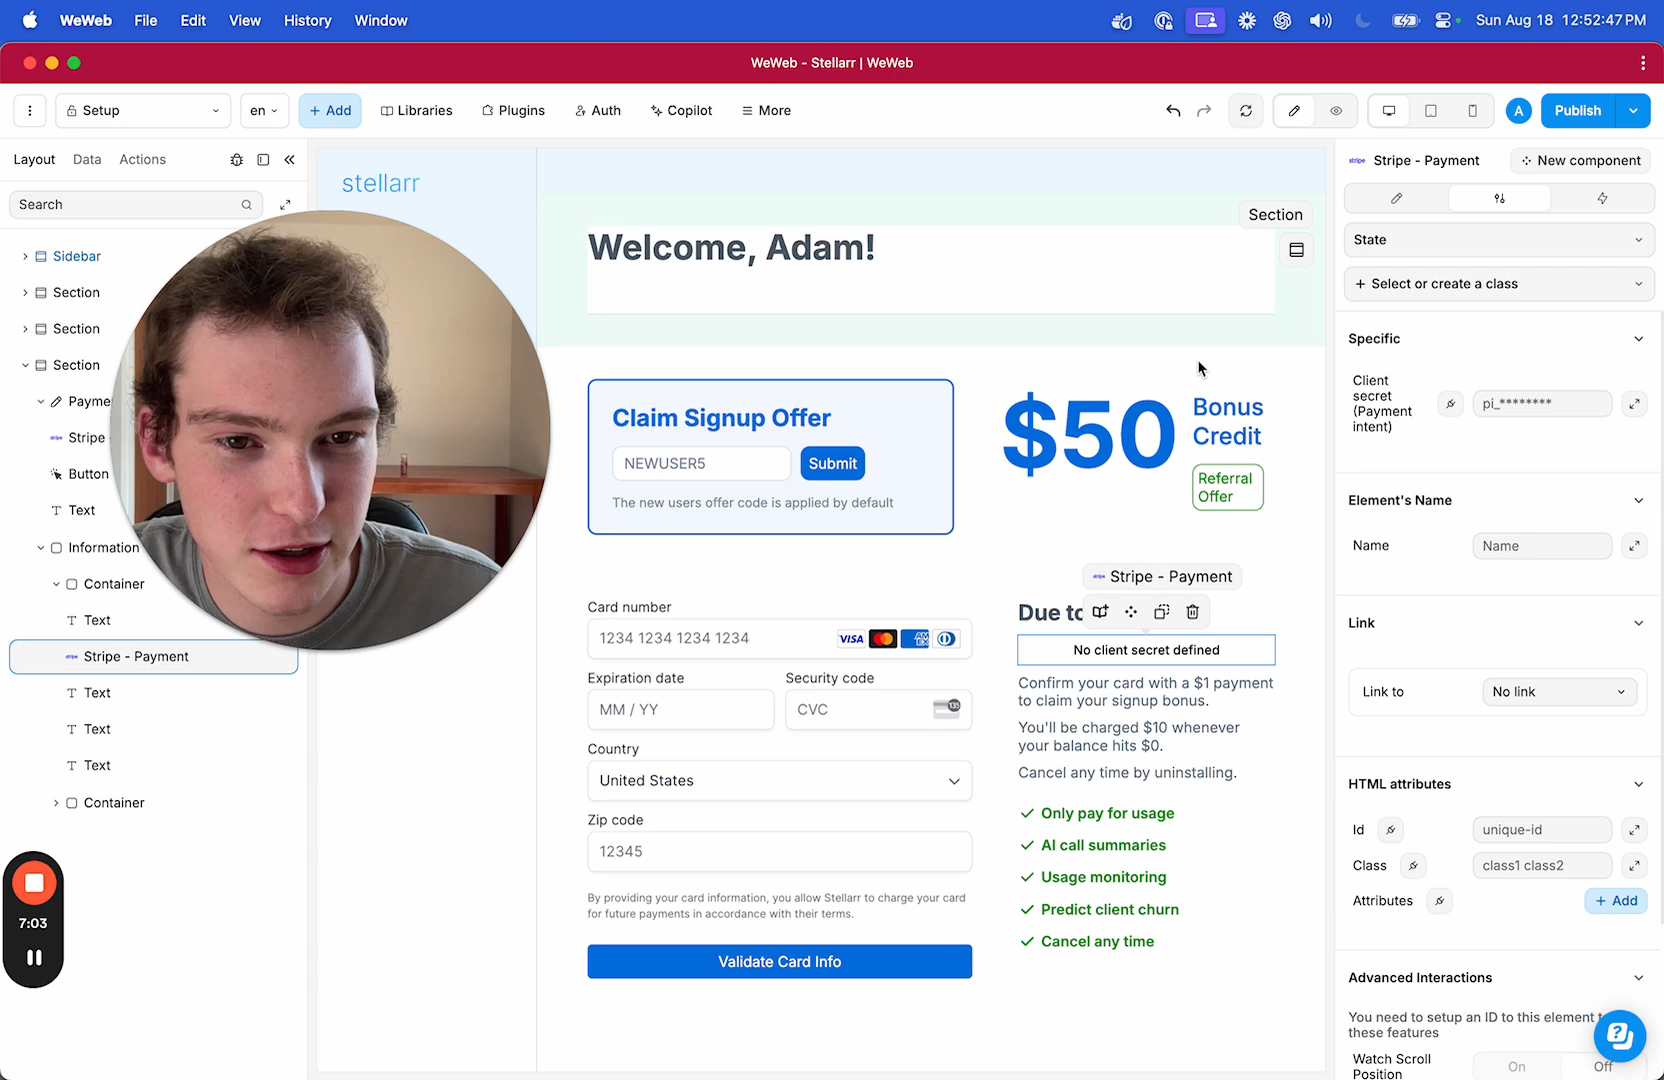 WeWeb File Edit View History Window
Sun Aug 18 12:52:47 PM
WeWeb - Stellarr | WeWeb
Setup
en
+ Add
Libraries
Plugins
Auth
Copilot
More
A
Publish
Layout Data Actions
Search
Sidebar
Section
Section
Section
Payme
Stripe
Button
Text
Information
Container
Text
Stripe - Payment
Text
Text
Text
Container
7:03
stellarr
Section
Welcome, Adam!
Claim Signup Offer
NEWUSER5
Submit
The new users offer code is applied by default
$50
Bonus
Credit
Referral
Offer
Card number
1234 1234 1234 1234
VISA
Expiration date
MM / YY
Security code
CVC
135
Country
United States
Zip code
12345
By providing your card information, you allow Stellarr to charge your card
for future payments in accordance with their terms.
Validate Card Info
stripe Stripe - Payment
Due to
No client secret defined
Confirm your card with a $1 payment
to claim your signup bonus.
You'll be charged $10 whenever
your balance hits $0.
Cancel any time by uninstalling.
Only pay for usage
AI call summaries
Usage monitoring
Predict client churn
Cancel any time
stripe Stripe - Payment
New component
State
+ Select or create a class
Specific
Client
secret
(Payment
intent)
pi_********
Element's Name
Name
Name
Link
Link to
No link
HTML attributes
Id
unique-id
Class
class1 class2
Attributes
+ Add
Advanced Interactions
You need to setup an ID to this element t
these features
Watch Scroll
Position
On
Off